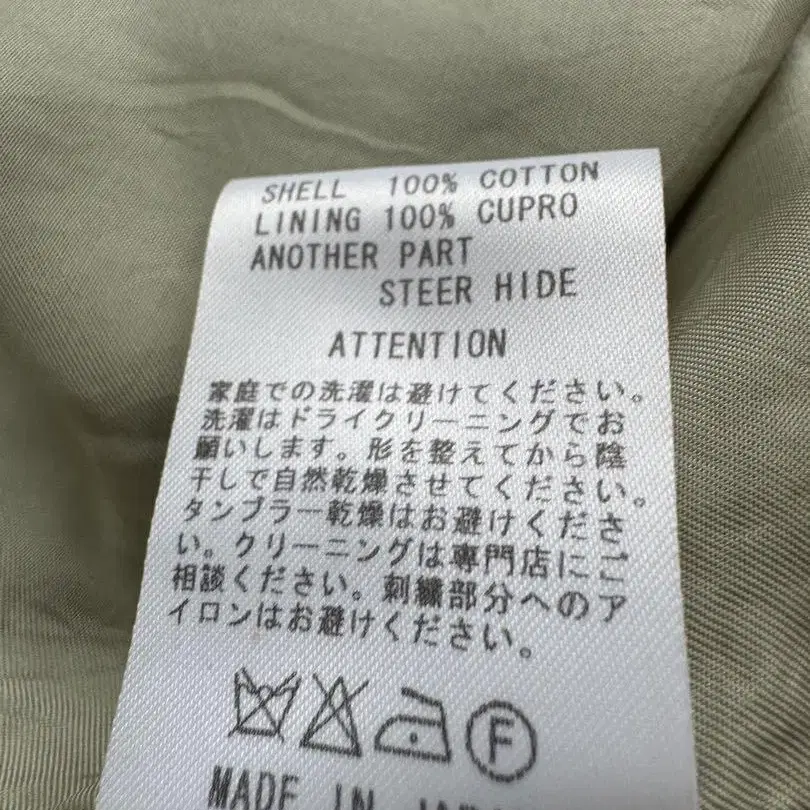 SHELL 100% COTTON
LINING 100% CUPRO
ANOTHER PART
STEER HIDE
ATTENTION
家庭での洗濯は避けてください。
洗濯はドライクリーニングでお
願いします。形を整えてから陰
干しで自然乾燥させてください。
タンブラー乾燥はお避けくださ
い。クリーニングは専門店にご
相談ください。刺繍部分へのア
イロンはお避けください。
F
MADE IN